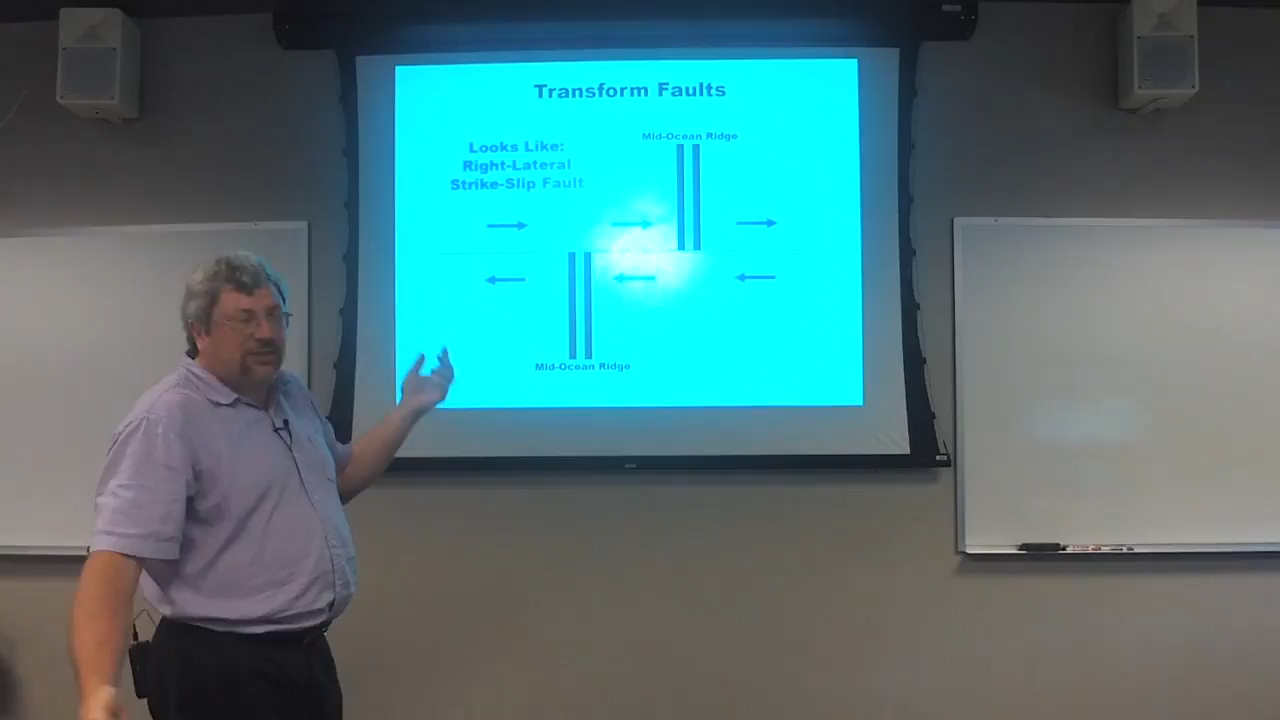 Transform Faults
Mid-Ocean Ridge
Looks Like:
Right-Lateral
Strike-Slip Fault
Mid-Ocean Ridge